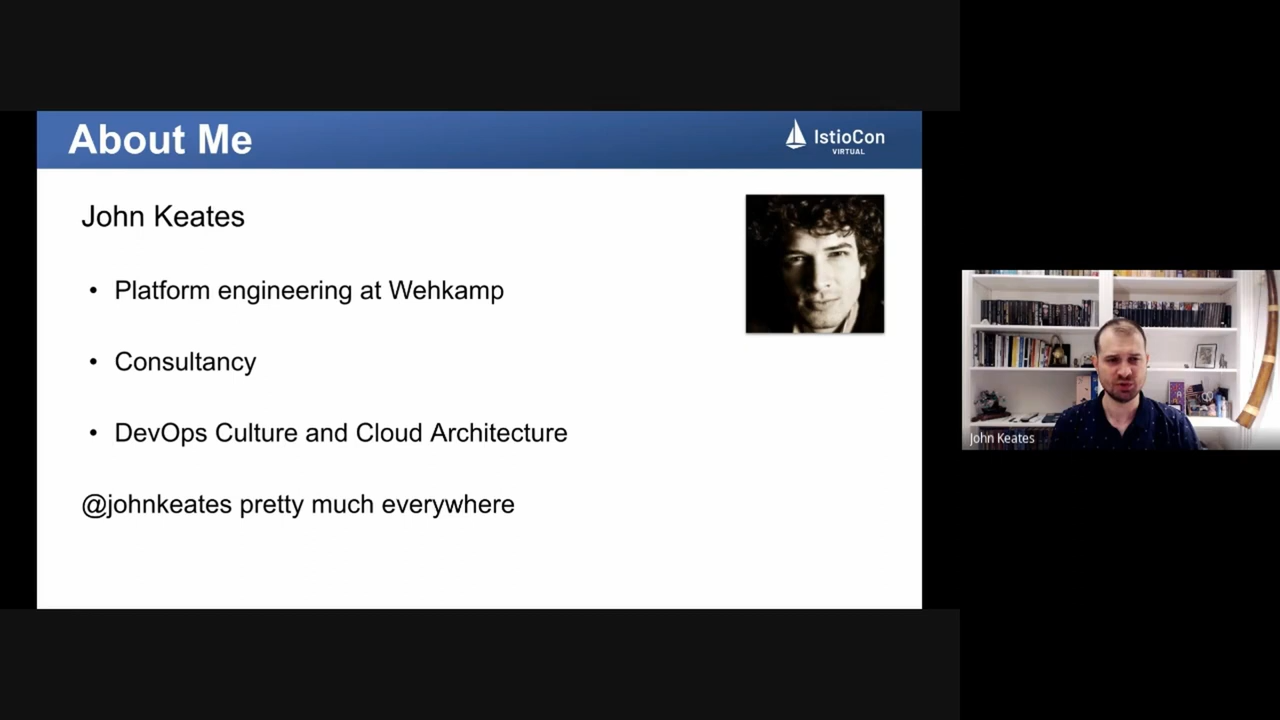 About Me
IstioCon
VIRTUAL
John Keates
• Platform engineering at Wehkamp
• Consultancy
• DevOps Culture and Cloud Architecture
@johnkeates pretty much everywhere
John Keates